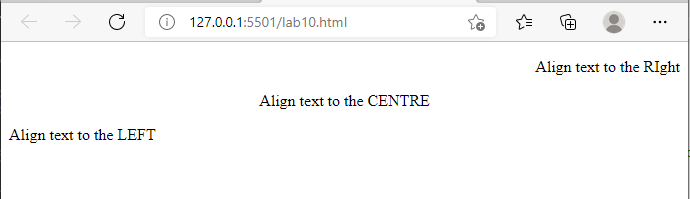 127.0.0.1:5501/lab10.html
Align text to the RIght
Align text to the CENTRE
Align text to the LEFT